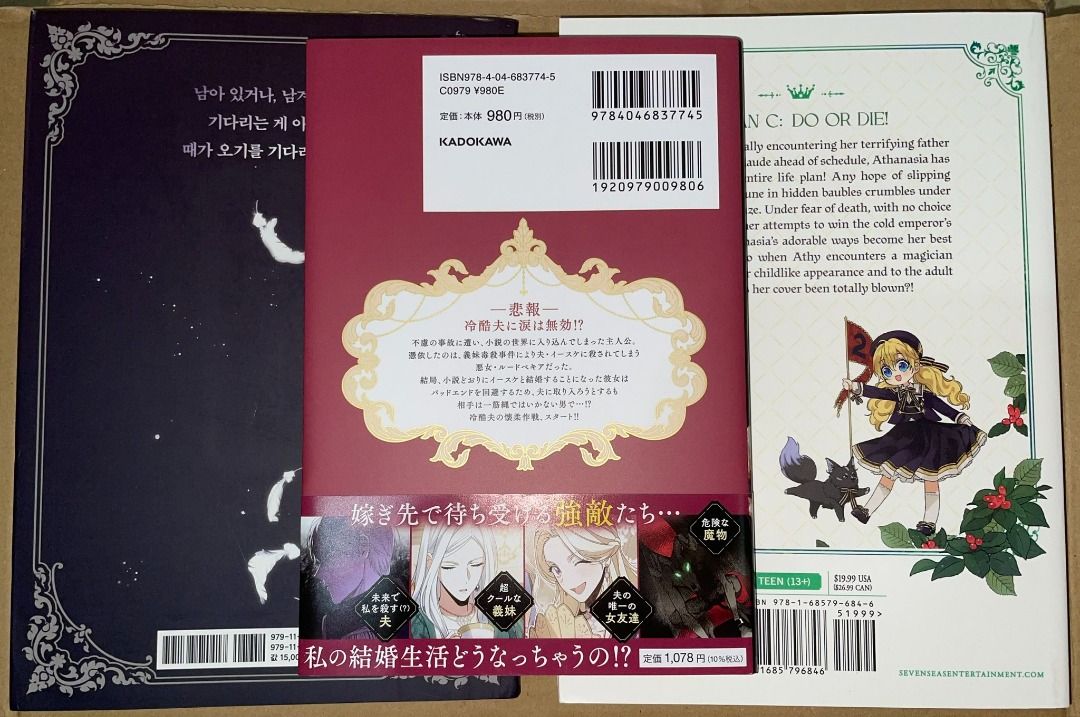 남아 있거나, 남겨
기다리는 게 아
때가 오기를 기다리
979-11-
979-11-
값 15,00
ISBN978-4-04-683774-5
C0979 ¥980E
定価:本体 980円(税別)
KADOKAWA
9784046837745
1920979009806
―悲報―
冷酷夫に涙は無効!?
不慮の事故に遭い、小説の世界に入り込んでしまった主人公。
憑依したのは、義妹毒殺事件により夫・イースケに殺されてしまう
悪女・ルードベキアだった。
結局、小説どおりにイースケと結婚することになった彼女は
バッドエンドを回避するため、夫に取り入ろうとするも
相手は一筋縄ではいかない男で…!?
冷酷夫の懐柔作戦、スタート!!
嫁ぎ先で待ち受ける強敵たち…
未来で
私を殺す(?)
夫
超
クールな
義妹
夫の
唯一の
女友達
危険な
魔物
私の結婚生活どうなっちゃうの!?
定価 1,078円(10%税込)
AN C: DO OR DIE!
ally encountering her terrifying father
aude ahead of schedule, Athanasia has
entire life plan! Any hope of slipping
une in hidden baubles crumbles under
ze. Under fear of death, with no choice
er attempts to win the cold emperor's
nasia's adorable ways become her best
o when Athy encounters a magician
r childlike appearance and to the adult
her cover been totally blown?!
2
TEEN (13+)
$19.99 USA
($26.99 CAN)
BN 978-1-68579-684-6
51999>
1685 796846
SEVENSEASENTERTAINMENT.COM